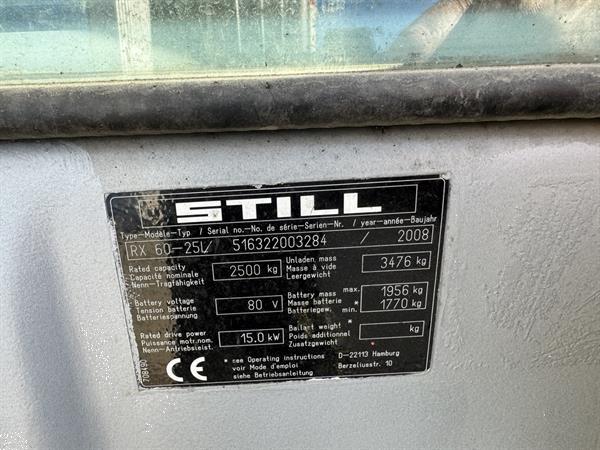 STILL
Type-Modèle-Typ / Serial no.-No. de série-Serien-Nr. / year-année-Baujahr
RX 60-25L/ 516322003284 / 2008
Rated capacity
Capacité nominale
Nenn-Tragfähigkeit
2500 kg
Unladen mass
Masse à vide
Leergewicht
3476 kg
Battery voltage
Tension batterie
Batteriespannung
80 V
Battery mass max.
Masse batterie *
Batteriegew. min.
1956 kg
* 1770 kg
Rated drive power
Puissance motr.nom.
Nenn-Antriebsleist.
15.0 kW
Ballast weight *
Poids additionnel
Zusatzgewicht
kg
CE
* see Operating instructions
voir Mode d'emploi
siehe Betriebsanleitung
D-22113 Hamburg
Berzeliusstr. 10
708490